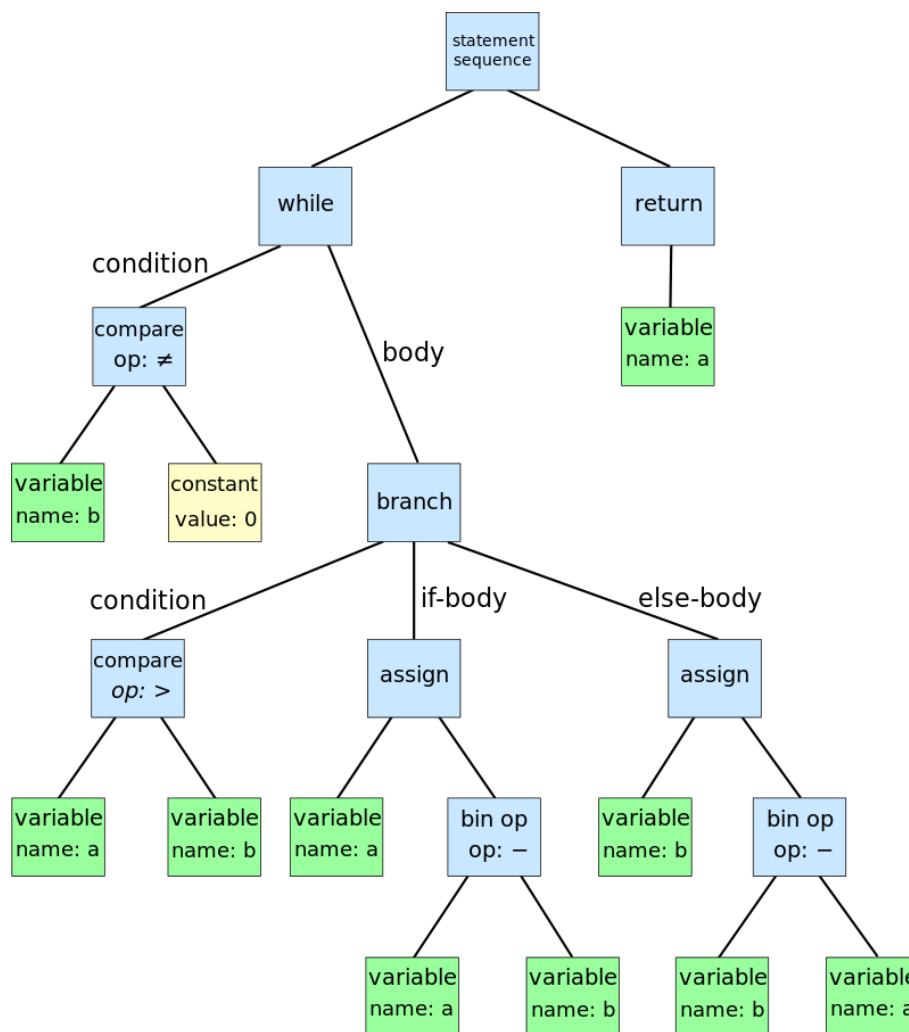 statement
sequence
while
return
condition
compare
op: ≠
body
variable
name: a
variable
name: b
constant
value: 0
branch
condition
if-body
else-body
compare
op: >
assign
assign
variable
name: a
variable
name: b
variable
name: a
bin op
op: −
variable
name: b
bin op
op: −
variable
name: a
variable
name: b
variable
name: b
variable
name: a